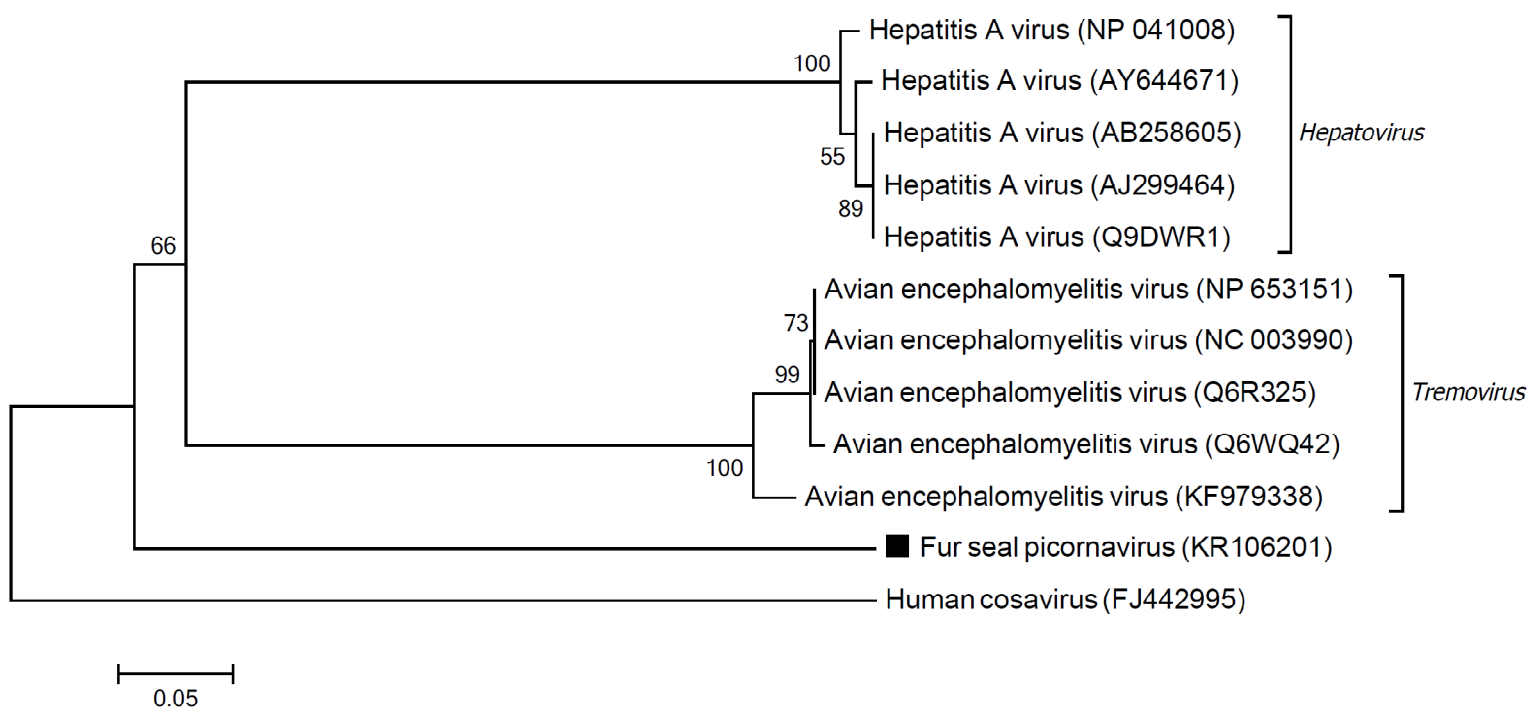 Hepatitis A virus (NP 041008)
100
Hepatitis A virus (AY644671)
Hepatitis A virus (AB258605)
Hepatovirus
55
Hepatitis A virus (AJ299464)
89
Hepatitis A virus (Q9DWR1)
66
Avian encephalomyelitis virus (NP 653151)
73
Avian encephalomyelitis virus (NC 003990)
99
Avian encephalomyelitis virus (Q6R325)
Tremovirus
Avian encephalomyelitis virus (Q6WQ42)
100
Avian encephalomyelitis virus (KF979338)
Fur seal picornavirus (KR106201)
Human cosavirus (FJ442995)
0.05